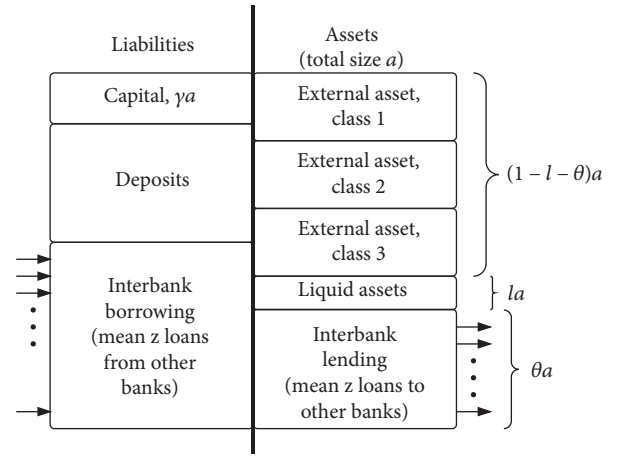 Liabilities
Assets
(total size a)
Capital, γa
External asset,
class 1
Deposits
External asset,
class 2
(1 – l – θ)a
External asset,
class 3
Interbank
borrowing
(mean z loans
from other
banks)
Liquid assets
la
Interbank
lending
(mean z loans to
other banks)
θa